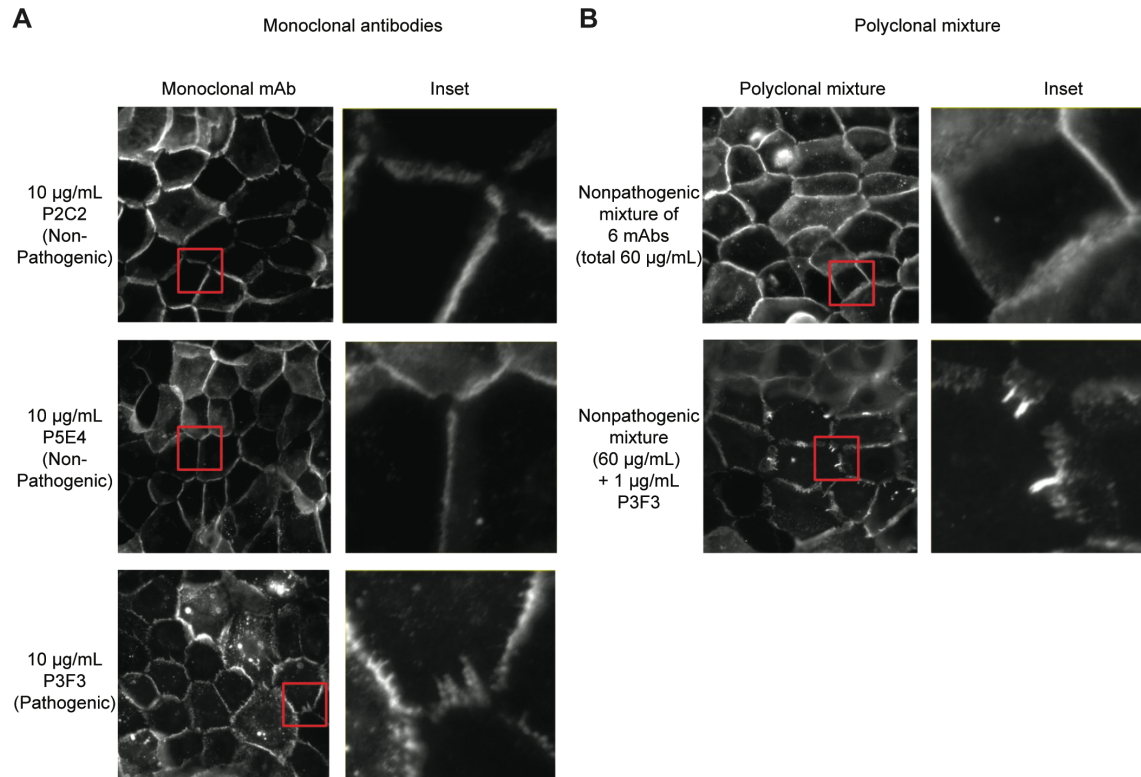 A
Monoclonal antibodies
Monoclonal mAb
Inset
10 µg/mL
P2C2
(Non-
Pathogenic)
10 µg/mL
P5E4
(Non-
Pathogenic)
10 µg/mL
P3F3
(Pathogenic)
B
Polyclonal mixture
Polyclonal mixture
Inset
Nonpathogenic
mixture of
6 mAbs
(total 60 µg/mL)
Nonpathogenic
mixture
(60 µg/mL)
+ 1 µg/mL
P3F3